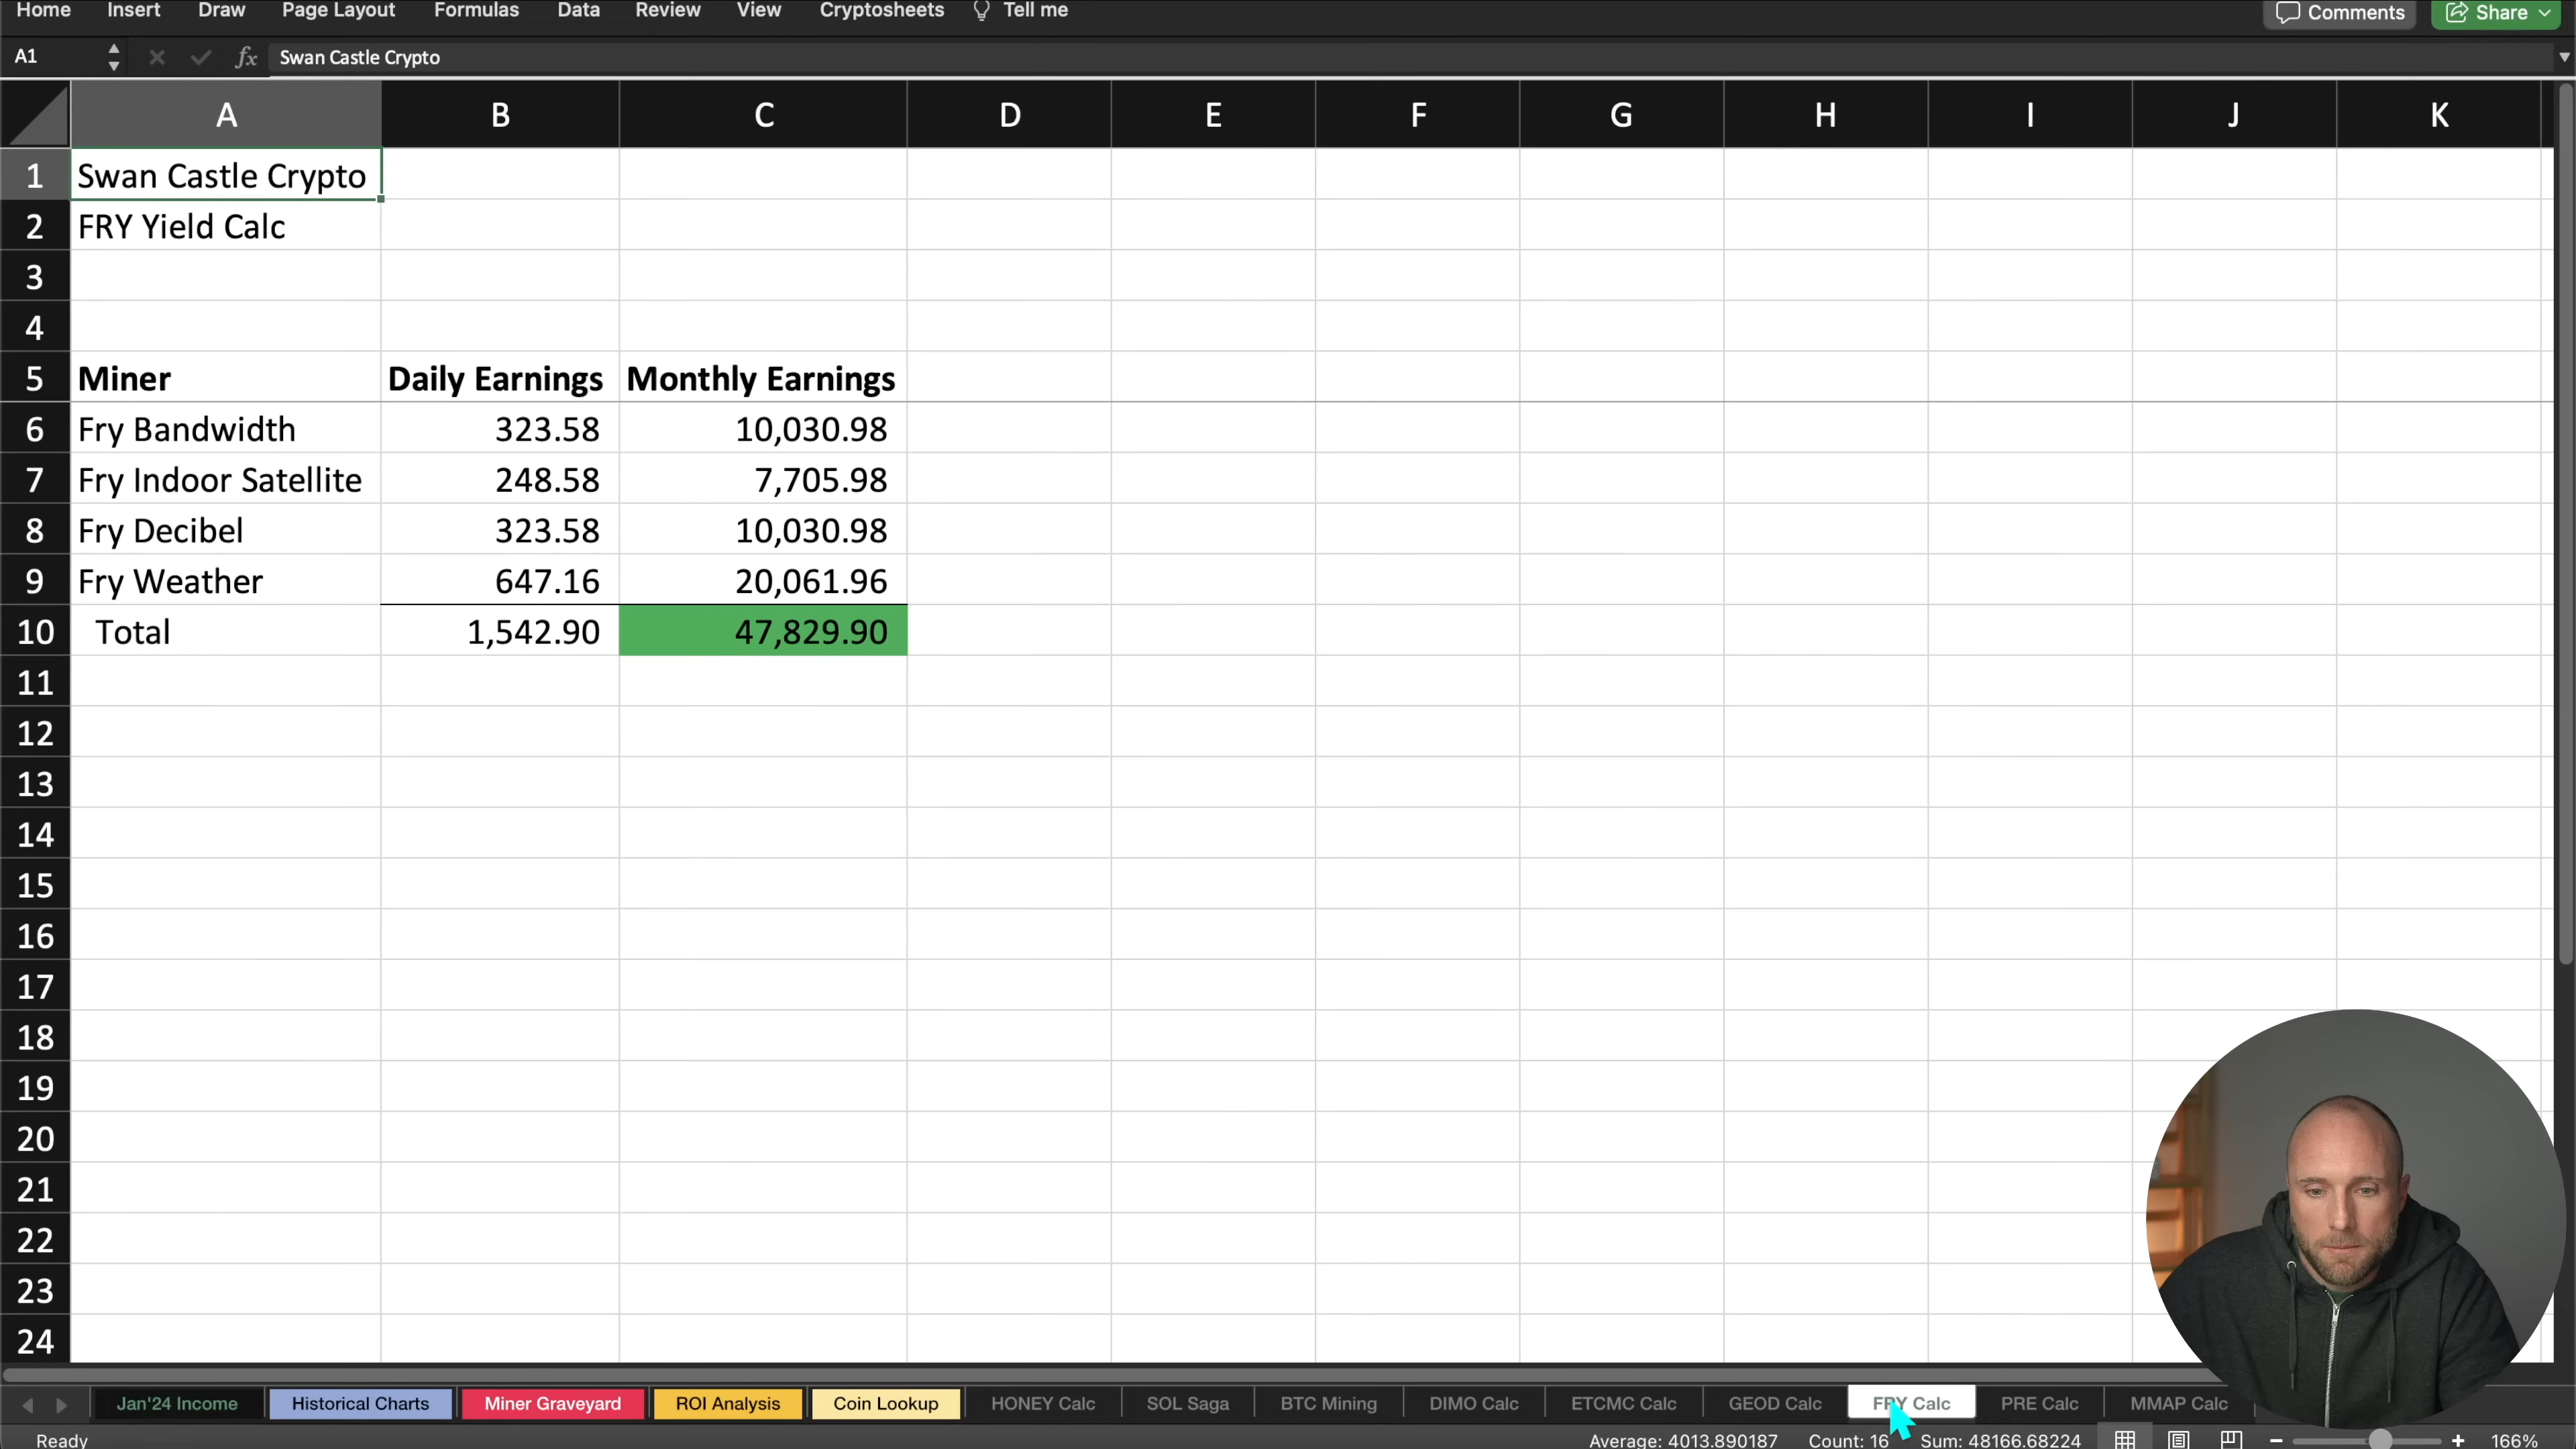 Home Insert Draw Page Layout Formulas Data Review View Cryptosheets Tell me Comments Share
A1 fx Swan Castle Crypto
A B C D E F G H I J K
1 Swan Castle Crypto
2 FRY Yield Calc
3
4
5 Miner Daily Earnings Monthly Earnings
6 Fry Bandwidth 323.58 10,030.98
7 Fry Indoor Satellite 248.58 7,705.98
8 Fry Decibel 323.58 10,030.98
9 Fry Weather 647.16 20,061.96
10 Total 1,542.90 47,829.90
11
12
13
14
15
16
17
18
19
20
21
22
23
24
Jan'24 Income Historical Charts Miner Graveyard ROI Analysis Coin Lookup HONEY Calc SOL Saga BTC Mining DIMO Calc ETCMC Calc GEOD Calc FRY Calc PRE Calc MMAP Calc
Ready Average: 4013.890187 Count: 16 Sum: 48166.68224 166%